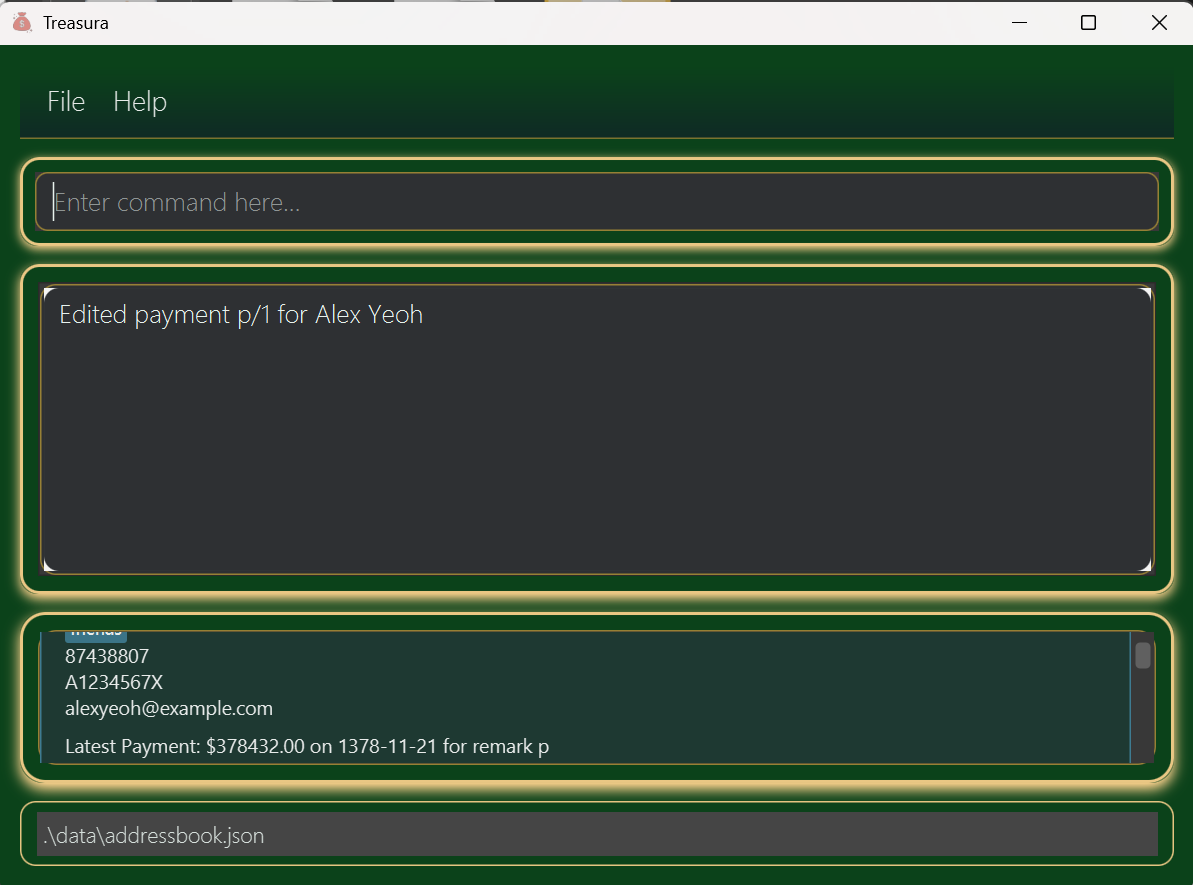 Treasura
File Help
Enter command here...
Edited payment p/1 for Alex Yeoh
friends
87438807
A1234567X
alexyeoh@example.com
Latest Payment: $378432.00 on 1378-11-21 for remark p
.\data\addressbook.json